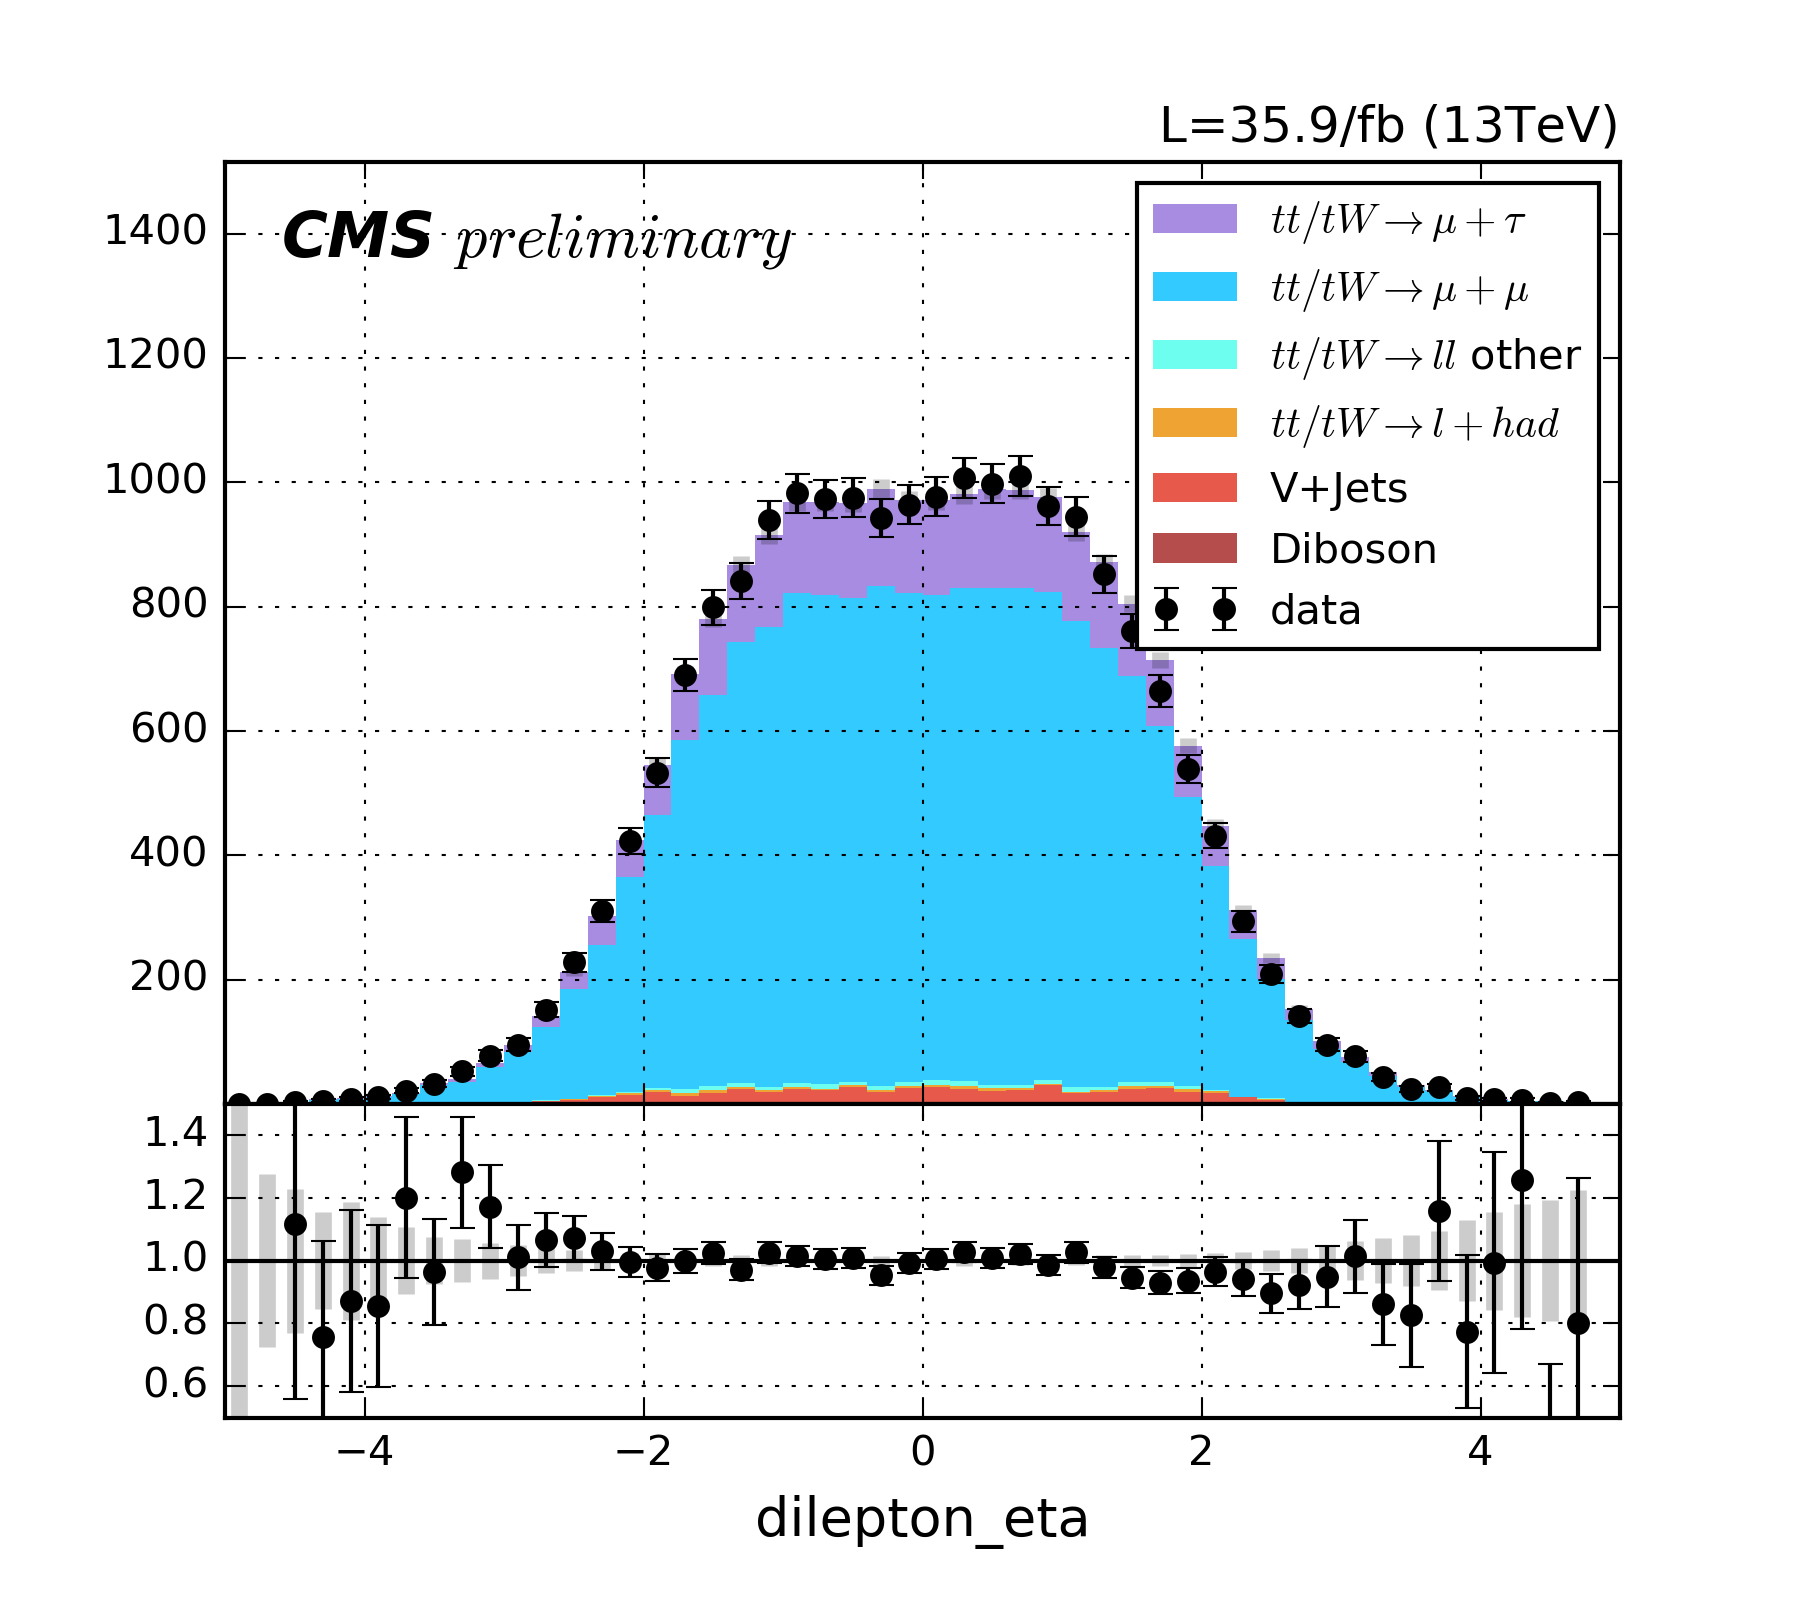 L=35.9/fb (13TeV)
CMS preliminary
tt/tW→μ+τ
tt/tW→μ+μ
tt/tW→ll other
tt/tW→l+had
V+Jets
Diboson
data
1400
1200
1000
800
600
400
200
1.4
1.2
1.0
0.8
0.6
−4 −2 0 2 4
dilepton_eta